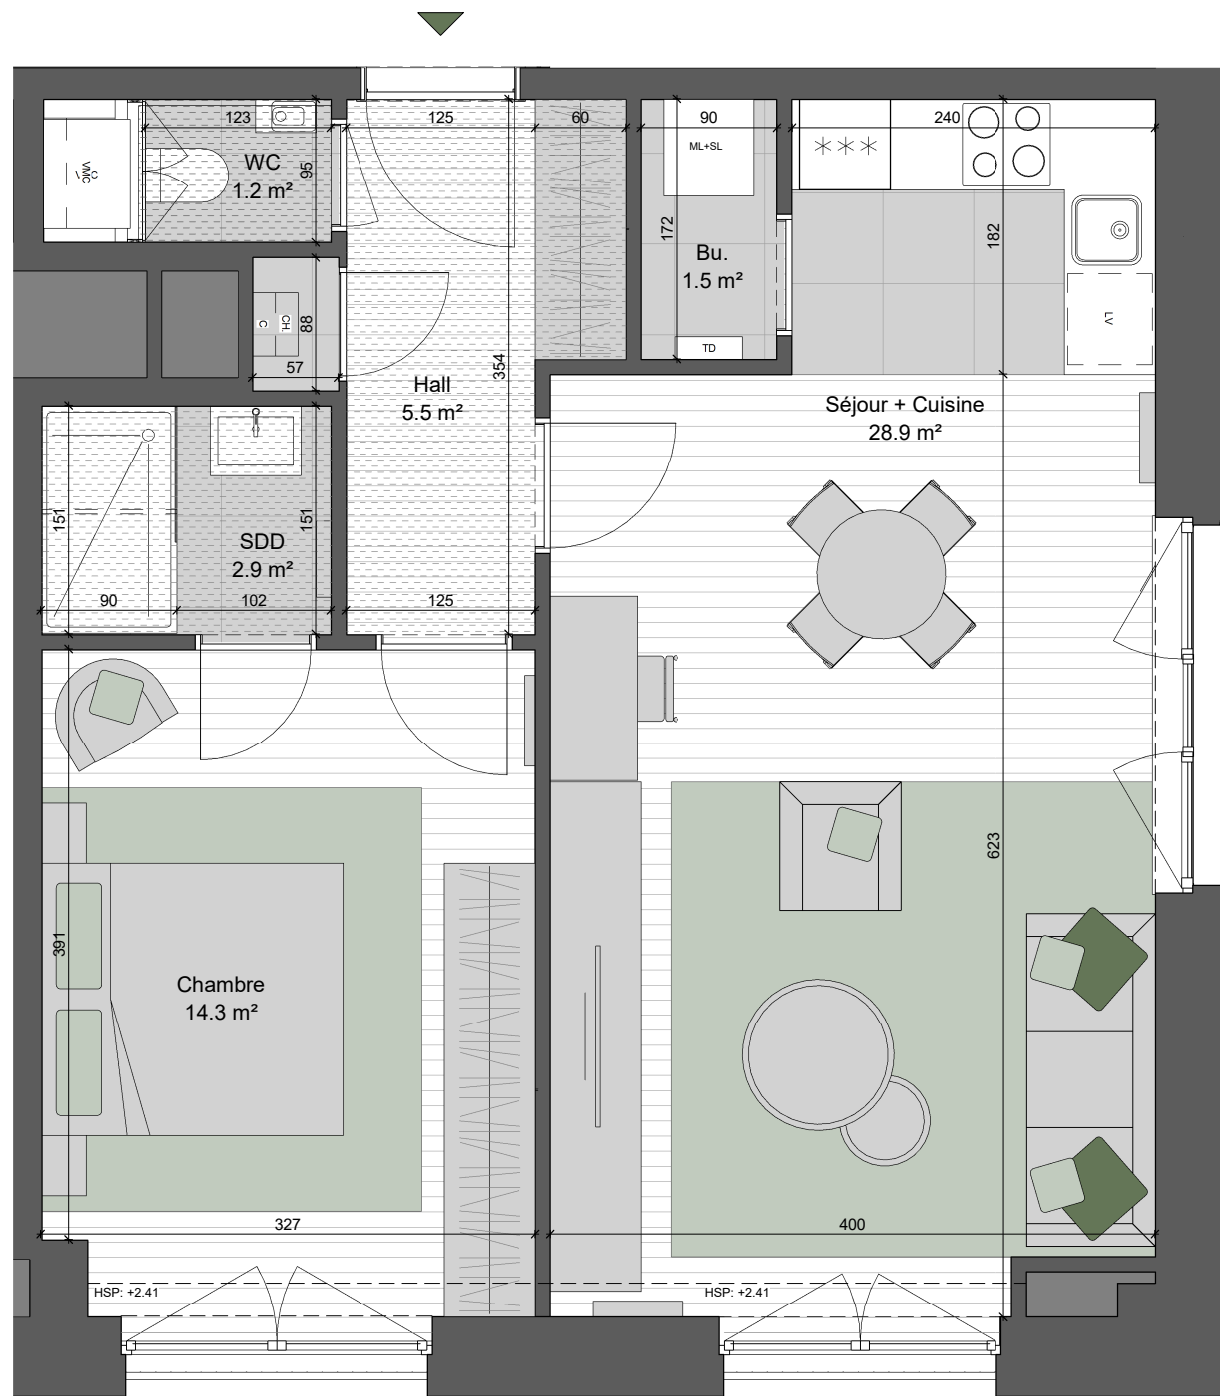 123
125
60
90
240
ML+SL
C/
VMC
WC
1.2 m²
95
172
182
Bu.
1.5 m²
CH.
C
88
57
LV
TD
354
Hall
5.5 m²
Séjour + Cuisine
28.9 m²
151
151
SDD
2.9 m²
90
102
125
623
391
Chambre
14.3 m²
327
400
HSP: +2.41
HSP: +2.41